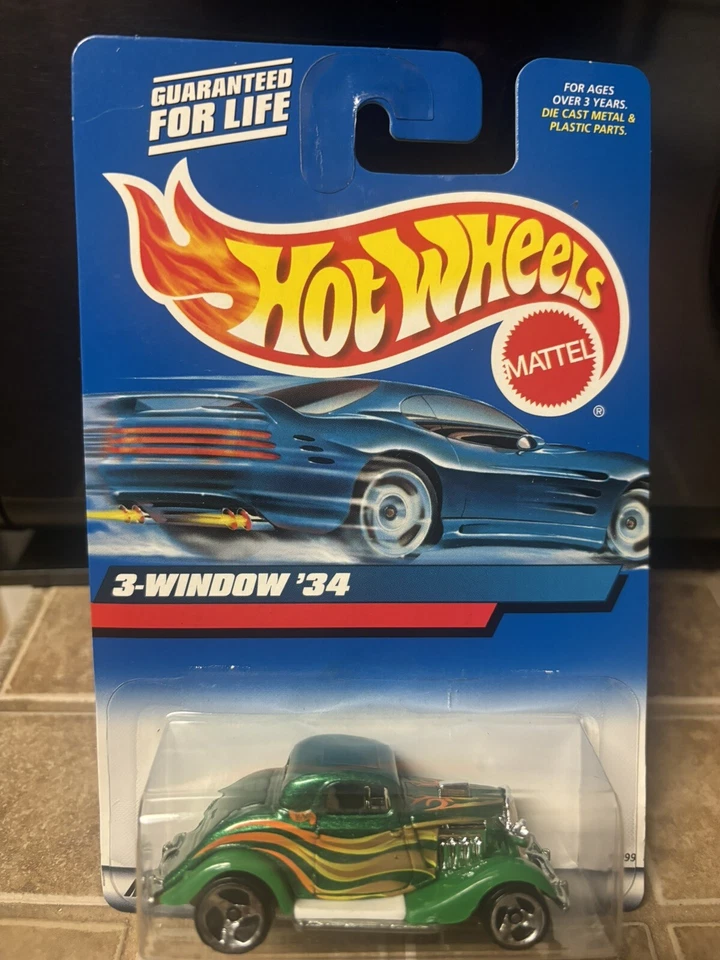 GUARANTEED
FOR LIFE
FOR AGES
OVER 3 YEARS.
DIE CAST METAL &
PLASTIC PARTS.
HOT WHEELS
MATTEL
®
3-WINDOW '34
99